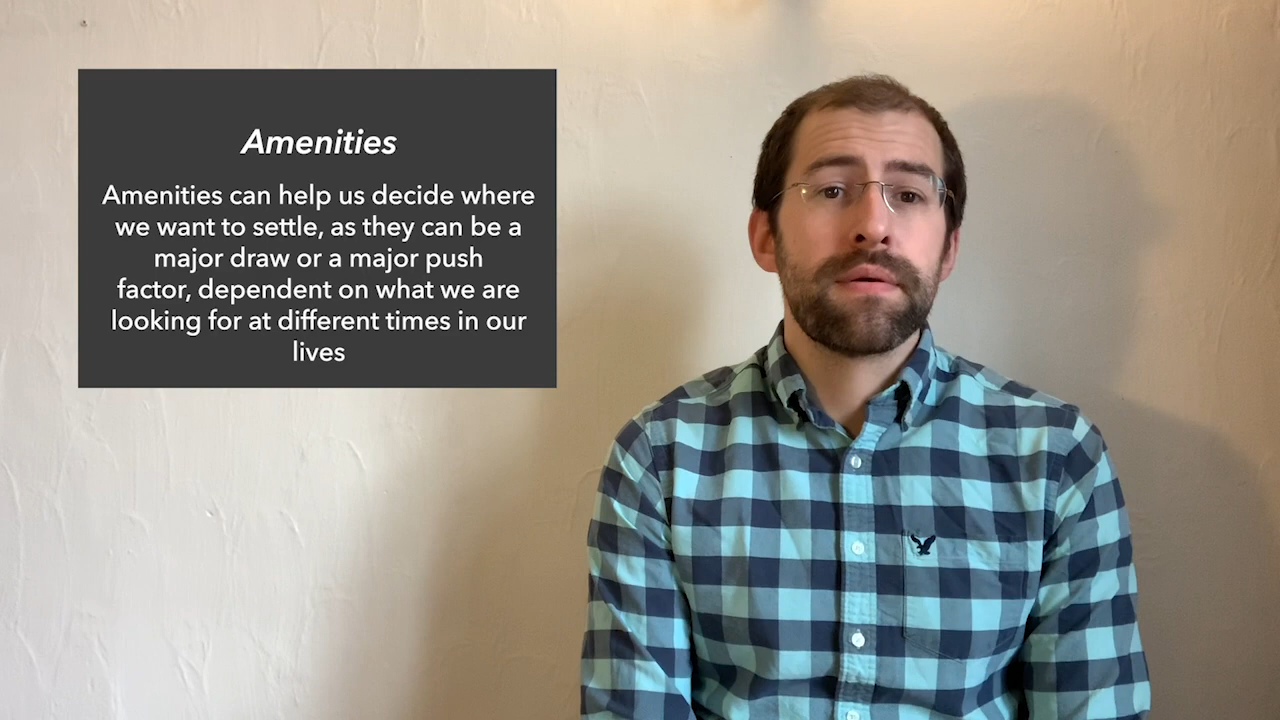 Amenities
Amenities can help us decide where
we want to settle, as they can be a
major draw or a major push
factor, dependent on what we are
looking for at different times in our
lives